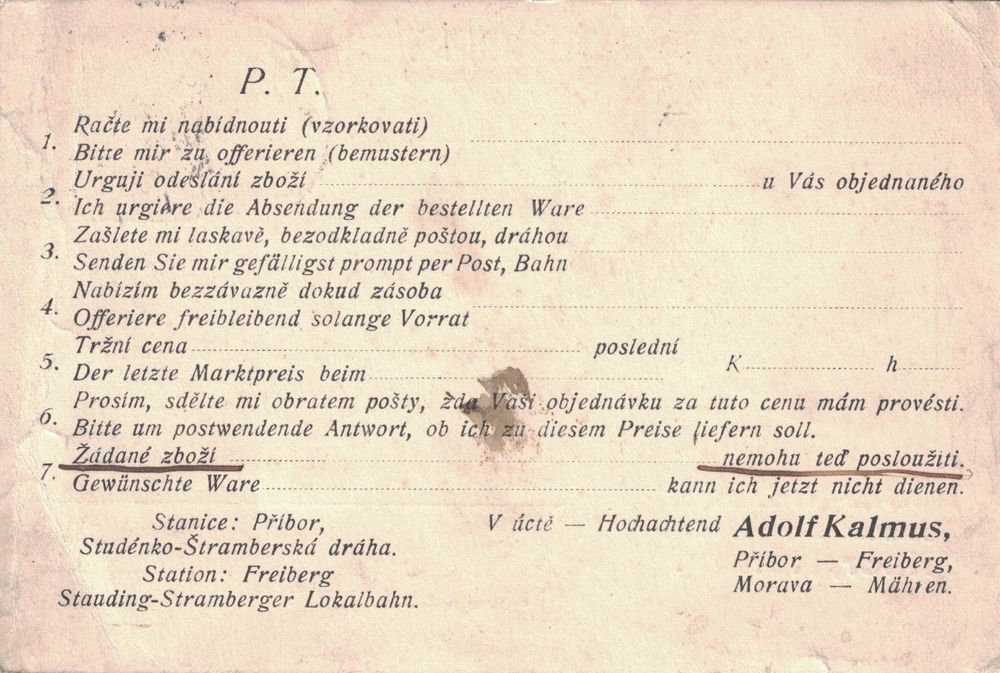 P. T.
1. Račte mi nabídnouti (vzorkovati)
Bitte mir zu offerieren (bemustern)
2. Urguji odeslání zboží u Vás objednaného
Ich urgiere die Absendung der bestellten Ware
3. Zašlete mi laskavě, bezodkladně poštou, dráhou
Senden Sie mir gefälligst prompt per Post, Bahn
4. Nabízím bezzávazně dokud zásoba
Offeriere freibleibend solange Vorrat
5. Tržní cena poslední K h
Der letzte Marktpreis beim
6. Prosím, sdělte mi obratem pošty, žda Vaši objednávku za tuto cenu mám provésti.
Bitte um postwendende Antwort, ob ich zu diesem Preise liefern soll.
7. Žádané zboží nemohu teď posloužiti.
Gewünschte Ware kann ich jetzt nicht dienen.
Stanice: Příbor,
Studénko-Štramberská dráha.
Station: Freiberg
Stauding-Stramberger Lokalbahn.
V úctě — Hochachtend Adolf Kalmus,
Příbor — Freiberg,
Morava — Mähren.